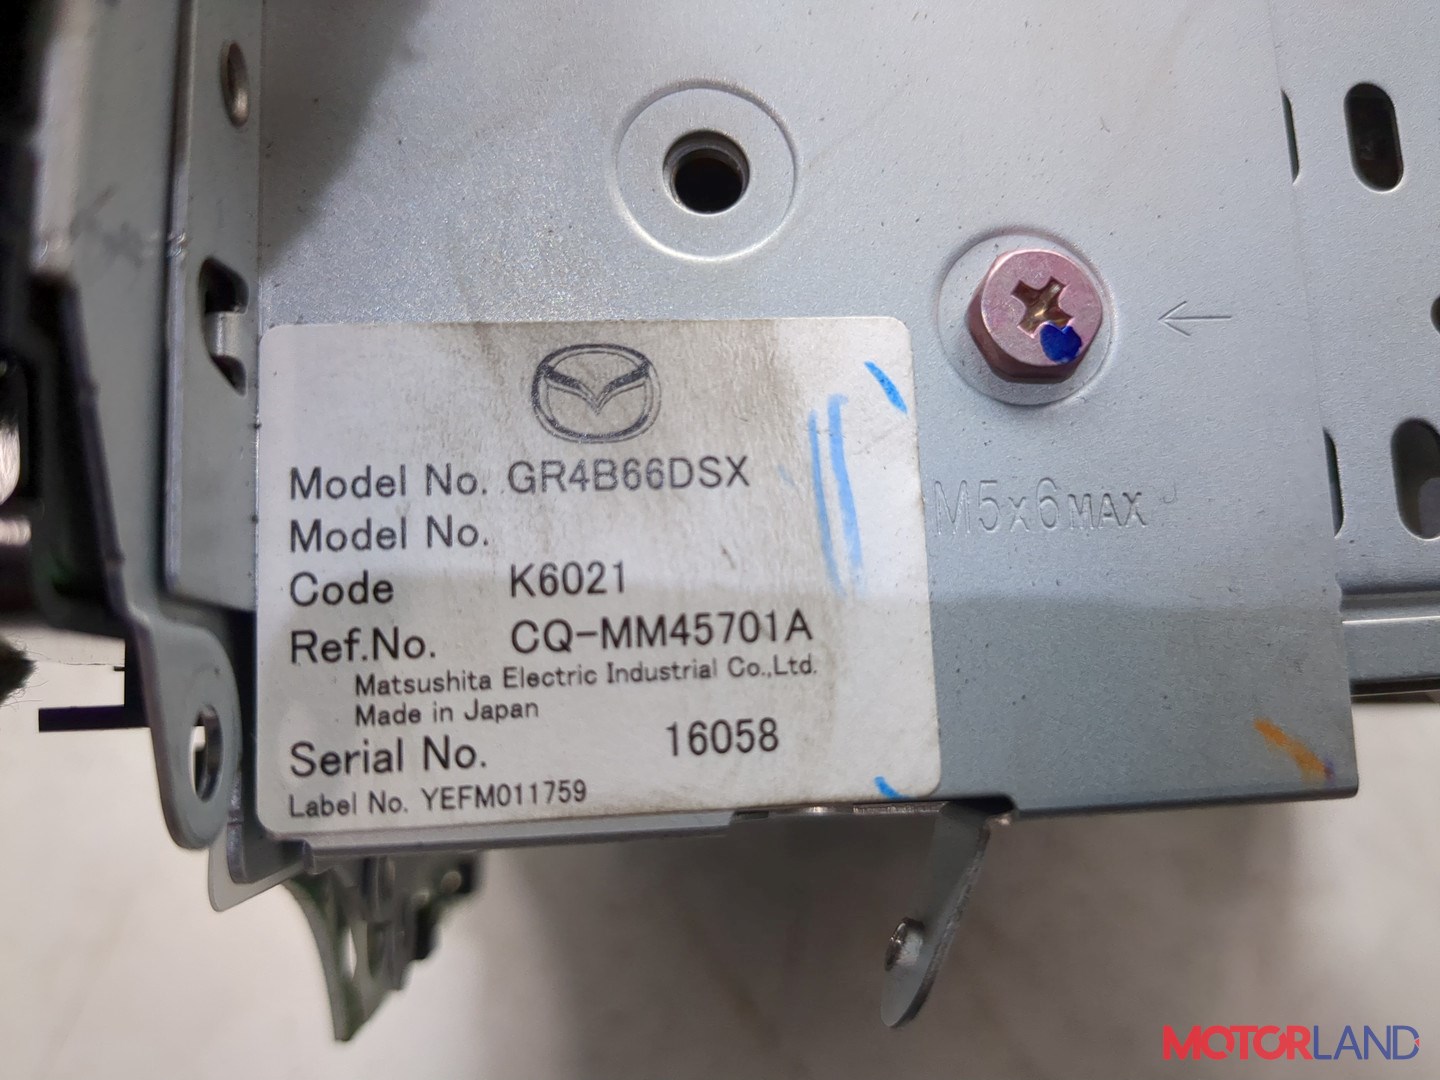 Model No. GR4B66DSX
Model No.
Code K6021
Ref.No. CQ-MM45701A
Matsushita Electric Industrial Co.,Ltd.
Made in Japan
Serial No. 16058
Label No. YEFM011759
M5x6MAX
MOTORLAND